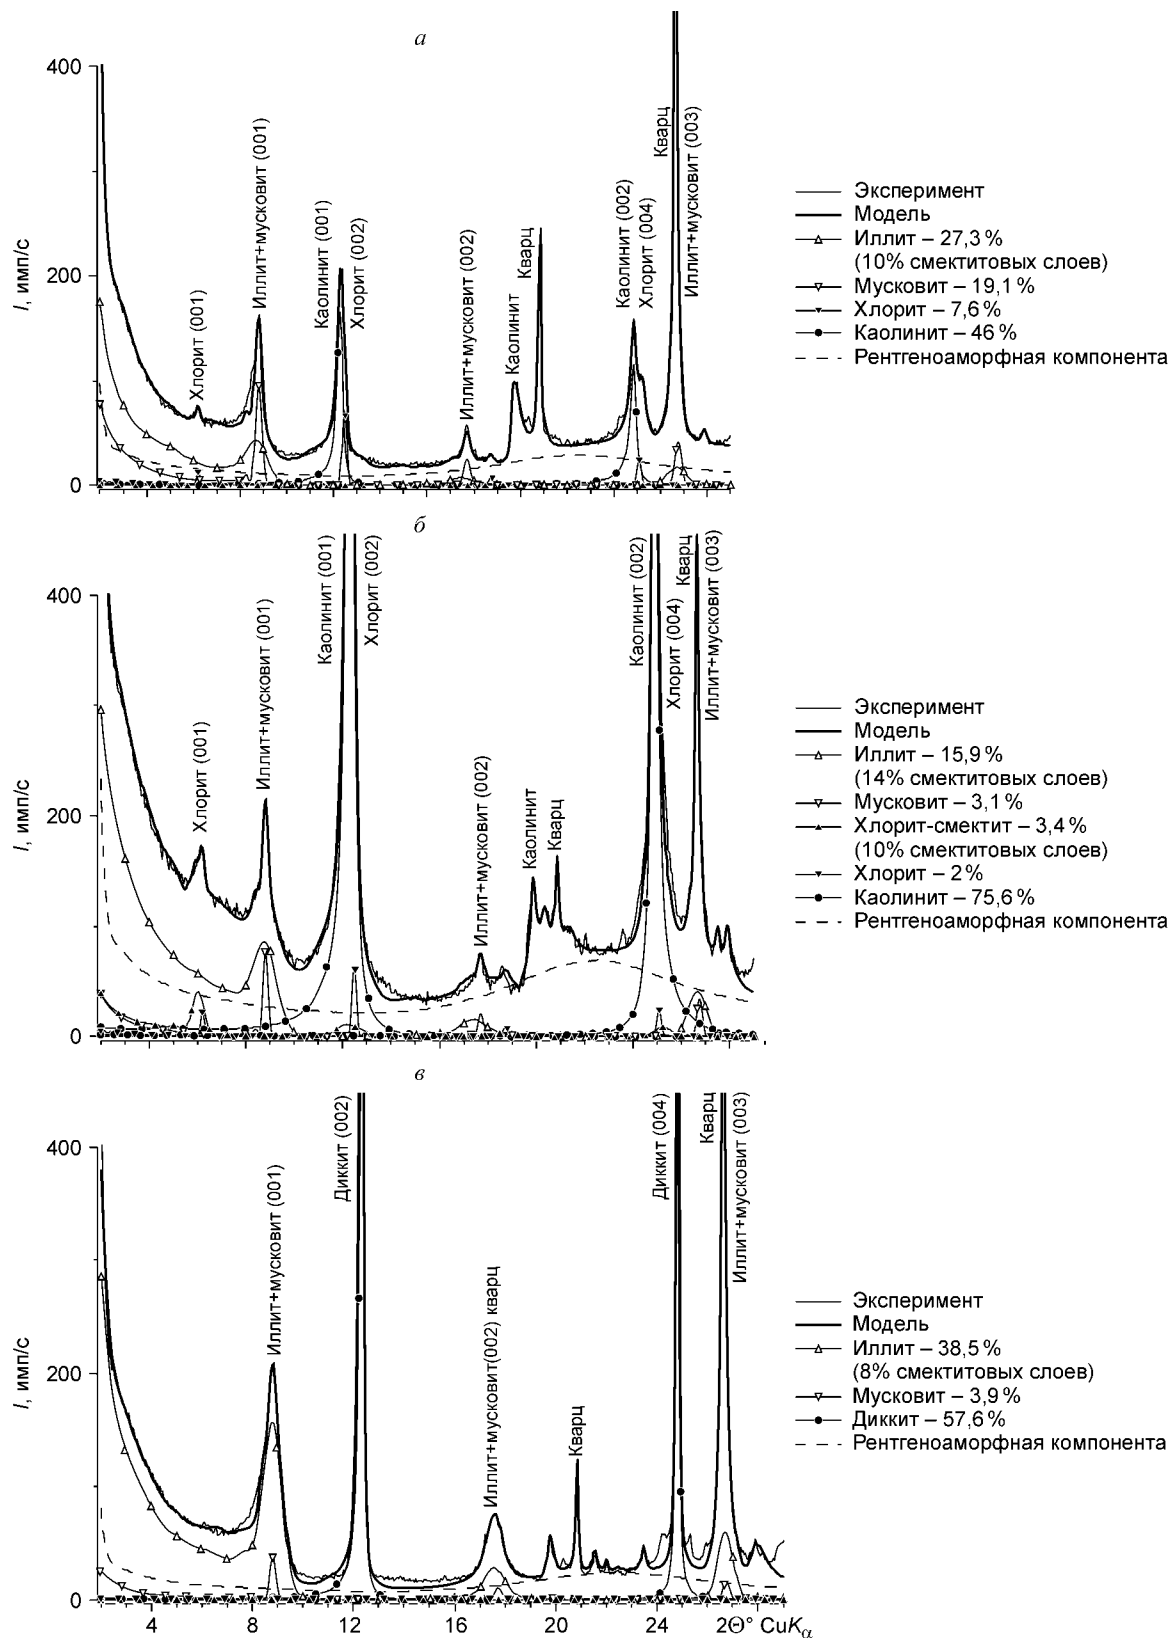 а
400
200
0
I, имп/с
Хлорит (001)
Иллит+мусковит (001)
Каолинит (001)
Хлорит (002)
Иллит+мусковит (002)
Каолинит
Кварц
Каолинит (002)
Хлорит (004)
Кварц
Иллит+мусковит (003)
Эксперимент
Модель
Иллит – 27,3 %
(10% смектитовых слоев)
Мусковит – 19,1 %
Хлорит – 7,6 %
Каолинит – 46 %
Рентгеноаморфная компонента
б
400
200
0
I, имп/с
Хлорит (001)
Иллит+мусковит (001)
Каолинит (001)
Хлорит (002)
Иллит+мусковит (002)
Каолинит
Кварц
Каолинит (002)
Хлорит (004)
Кварц
Иллит+мусковит (003)
Эксперимент
Модель
Иллит – 15,9 %
(14% смектитовых слоев)
Мусковит – 3,1 %
Хлорит-смектит – 3,4 %
(10% смектитовых слоев)
Хлорит – 2 %
Каолинит – 75,6 %
Рентгеноаморфная компонента
в
400
200
0
I, имп/с
Иллит+мусковит (001)
Диккит (002)
Иллит+мусковит(002) кварц
Кварц
Диккит (004)
Кварц
Иллит+мусковит (003)
Эксперимент
Модель
Иллит – 38,5 %
(8% смектитовых слоев)
Мусковит – 3,9 %
Диккит – 57,6 %
Рентгеноаморфная компонента
4 8 12 16 20 24 2Θ° CuKα